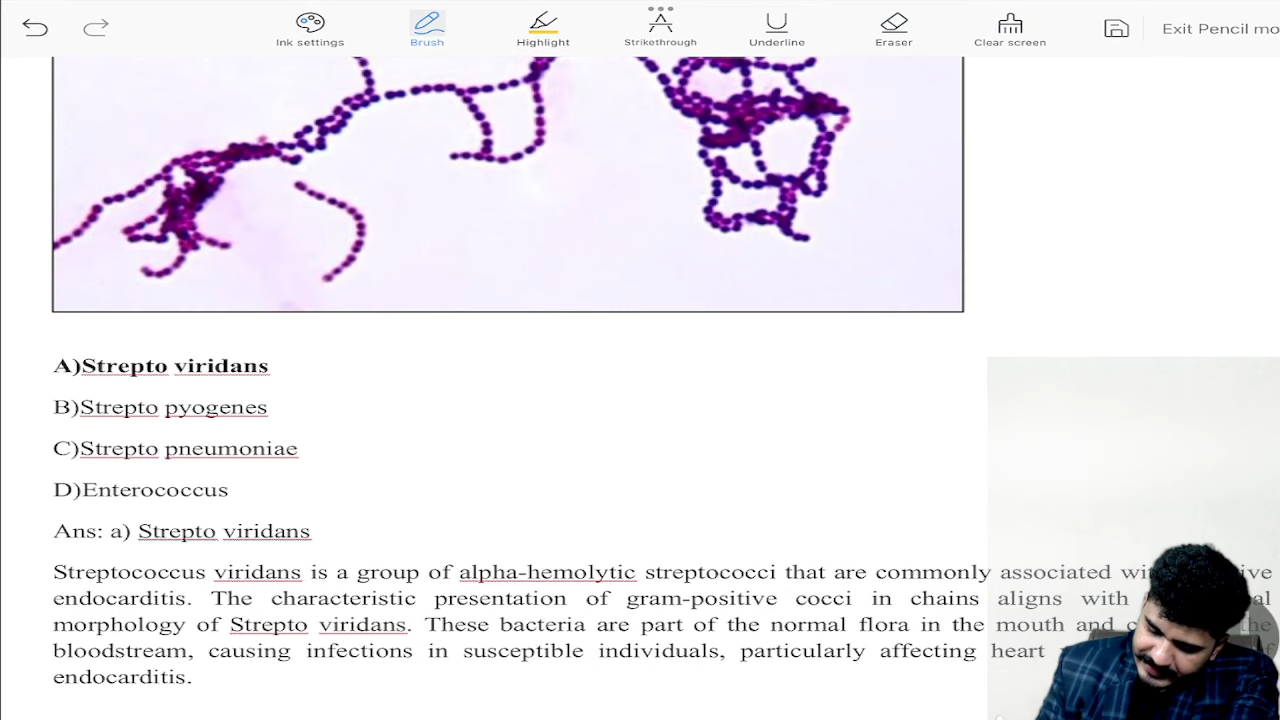 Ink settings Brush Highlight Strikethrough Underline Eraser Clear screen Exit Pencil mo
A)Strepto viridans
B)Strepto pyogenes
C)Strepto pneumoniae
D)Enterococcus
Ans: a) Strepto viridans
Streptococcus viridans is a group of alpha-hemolytic streptococci that are commonly associated
endocarditis. The characteristic presentation of gram-positive cocci in chains aligns with
morphology of Strepto viridans. These bacteria are part of the normal flora in the mouth and
bloodstream, causing infections in susceptible individuals, particularly affecting heart
endocarditis.